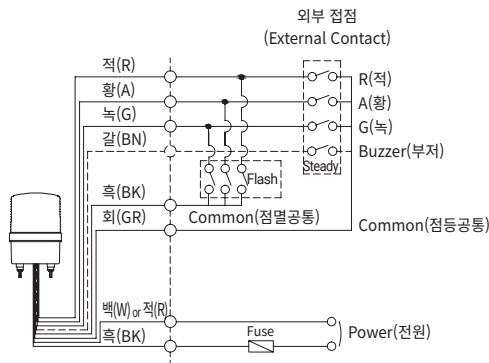 외부 접점
(External Contact)
적(R)
R(적)
황(A)
A(황)
녹(G)
G(녹)
갈(BN)
Buzzer(부저)
Steady
Flash
흑(BK)
Common(점멸공통)
회(GR)
Common(점등공통)
백(W) or 적(R)
Power(전원)
흑(BK)
Fuse